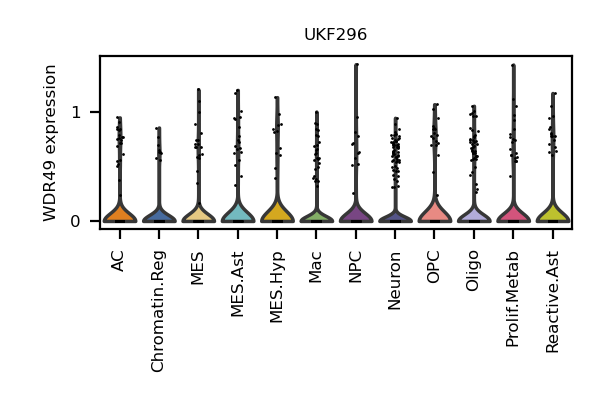 UKF296
WDR49 expression
1
0
AC
Chromatin.Reg
MES
MES.Ast
MES.Hyp
Mac
NPC
Neuron
OPC
Oligo
Prolif.Metab
Reactive.Ast